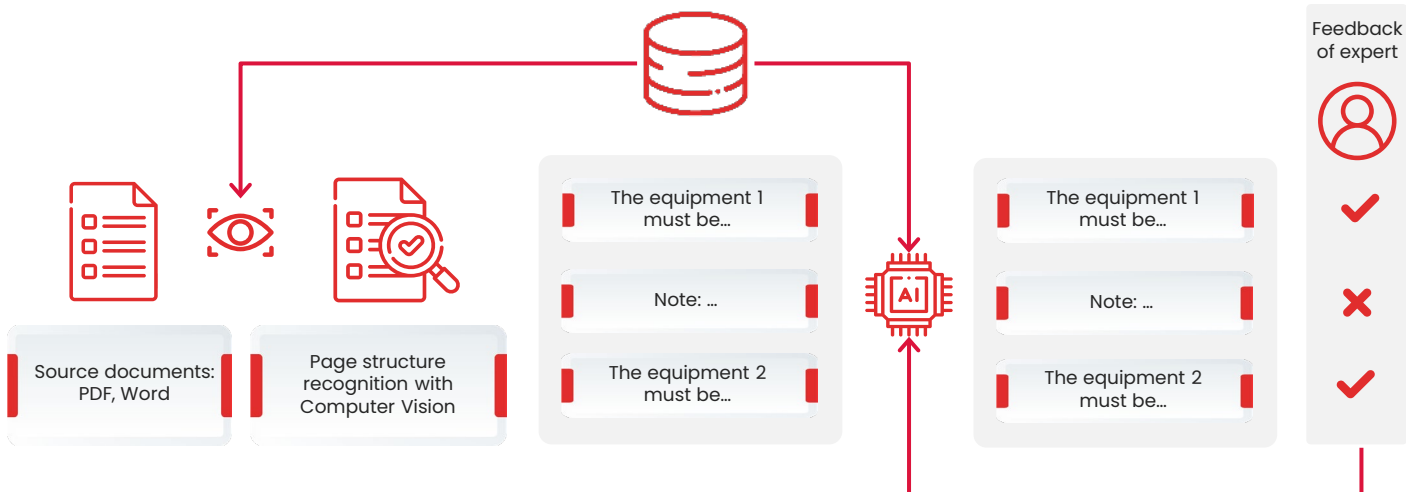 Feedback
of expert
Source documents:
PDF, Word
Page structure
recognition with
Computer Vision
The equipment 1
must be...
Note: ...
The equipment 2
must be...
AI
The equipment 1
must be...
Note: ...
The equipment 2
must be...